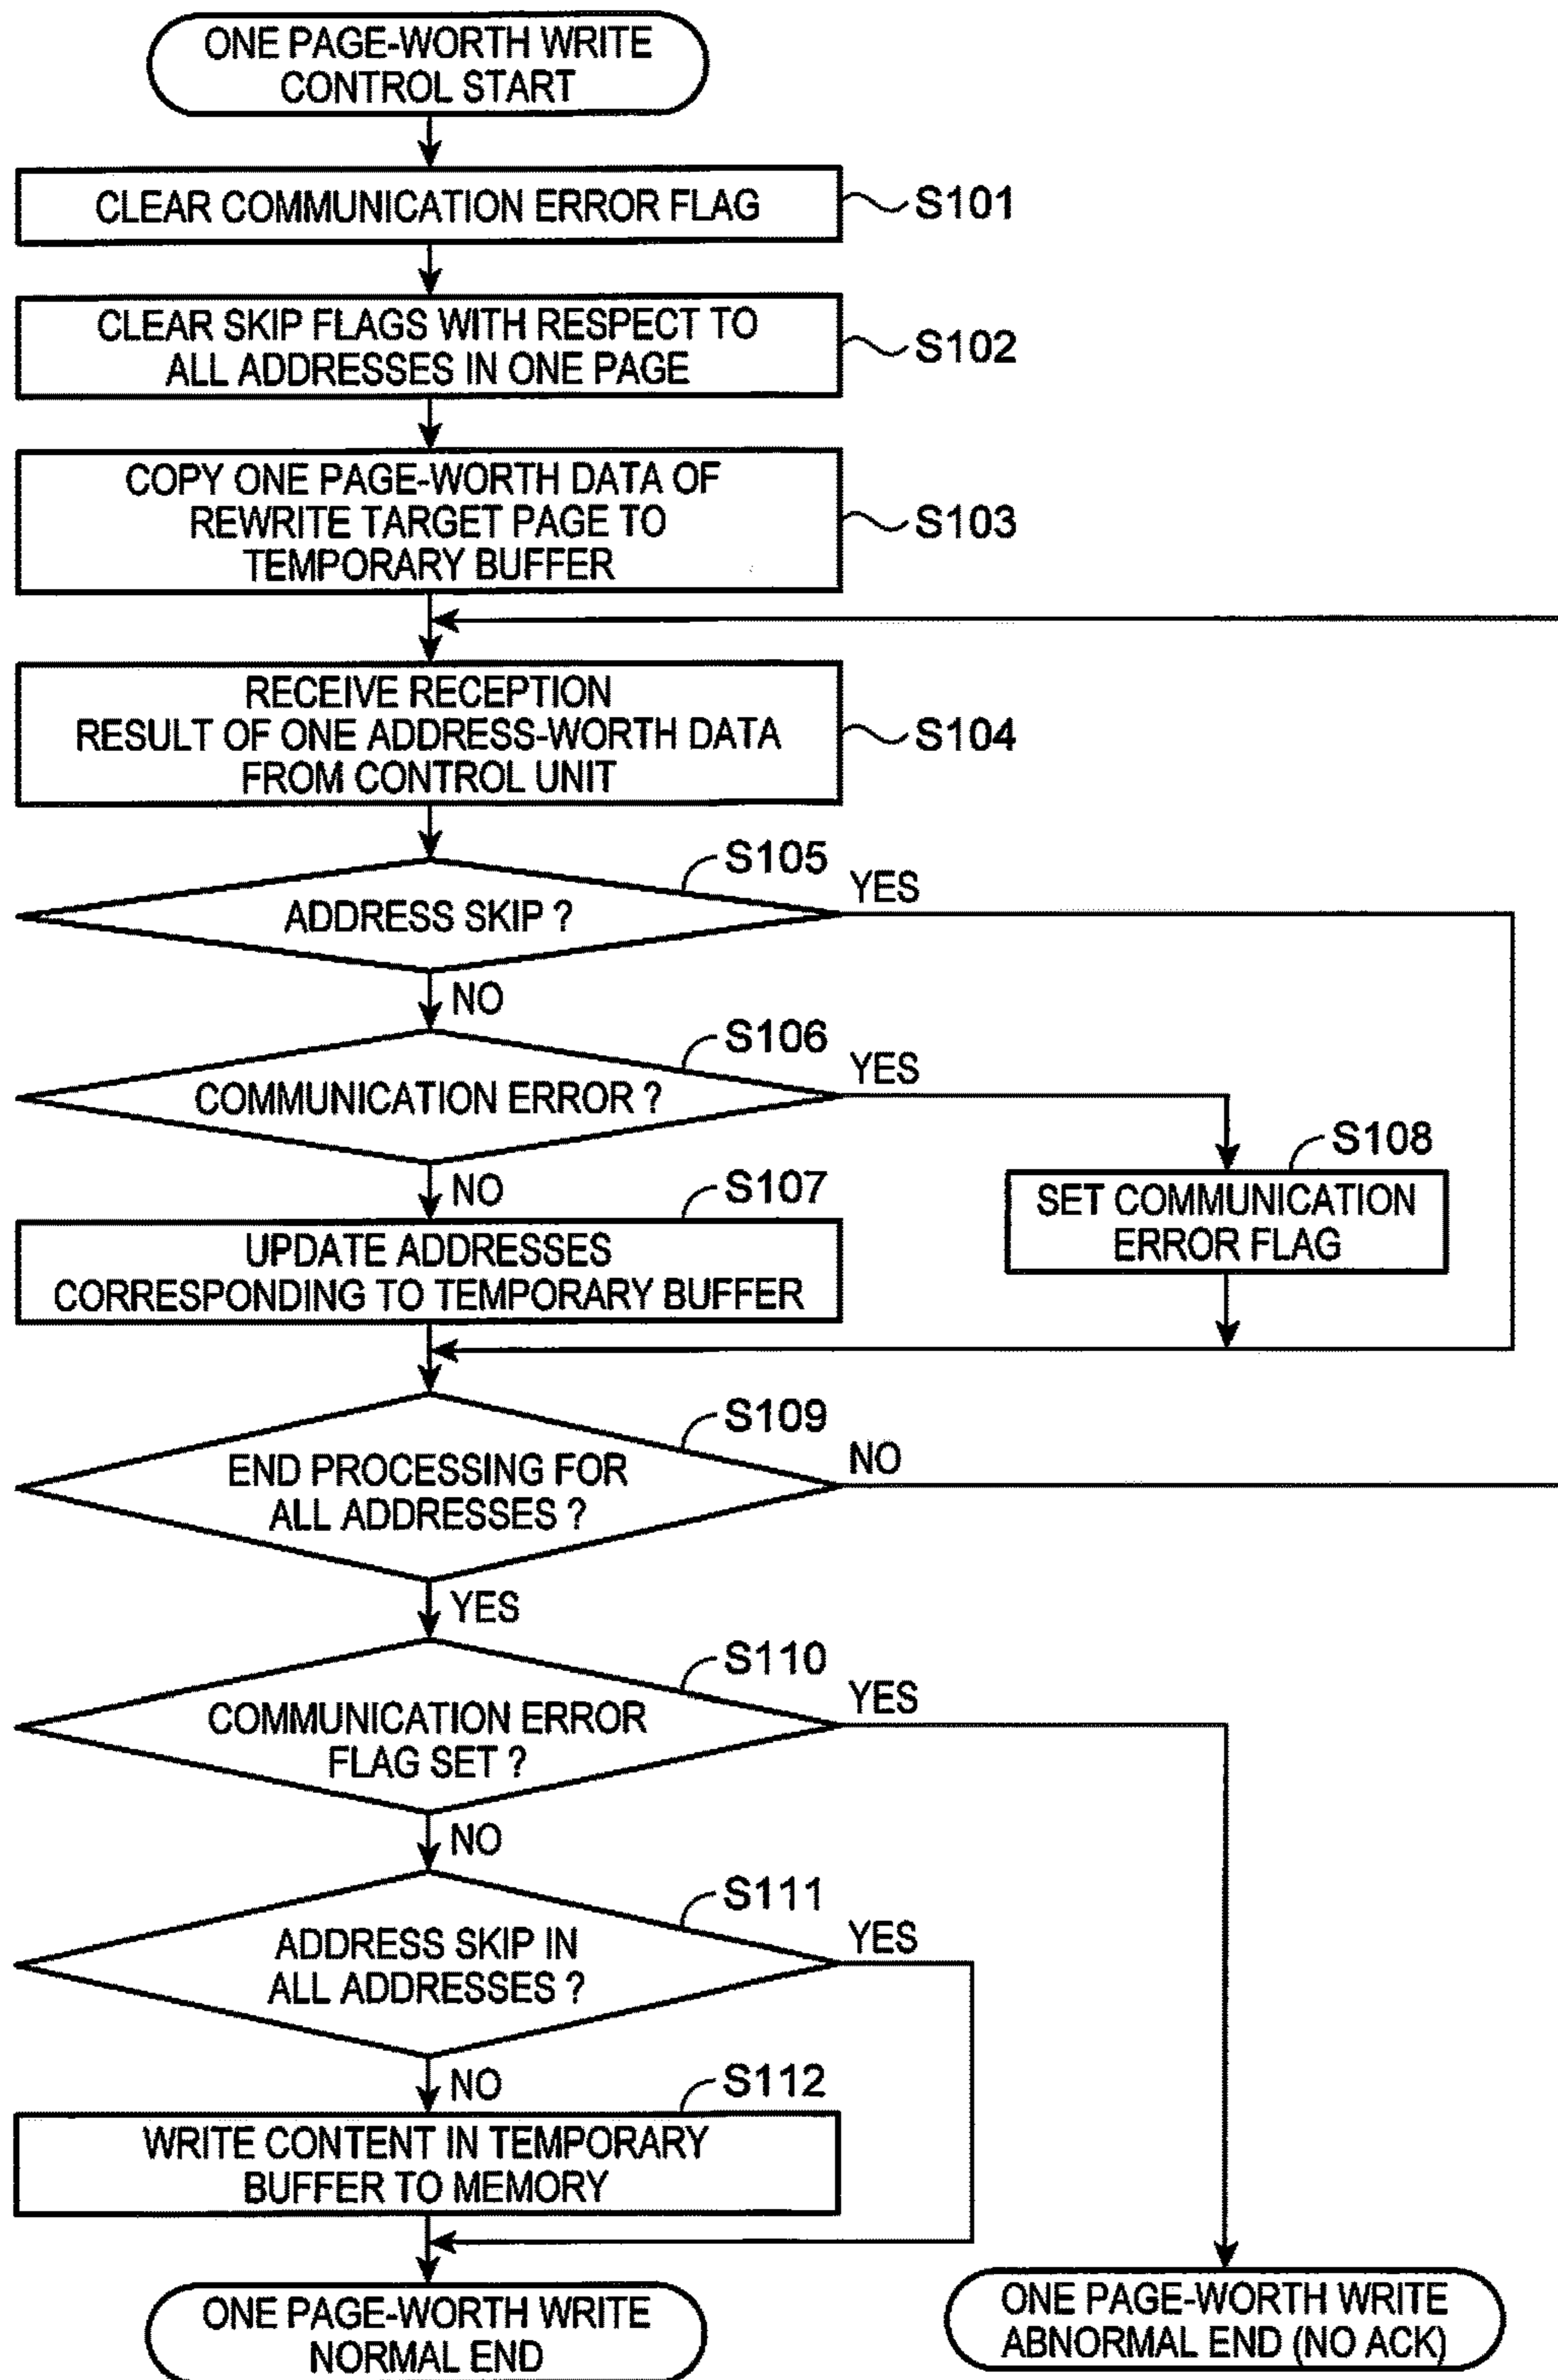 ONE PAGE-WORTH WRITE
CONTROL START
CLEAR COMMUNICATION ERROR FLAG
S101
CLEAR SKIP FLAGS WITH RESPECT TO
ALL ADDRESSES IN ONE PAGE
S102
COPY ONE PAGE-WORTH DATA OF
REWRITE TARGET PAGE TO
TEMPORARY BUFFER
S103
RECEIVE RECEPTION
RESULT OF ONE ADDRESS-WORTH DATA
FROM CONTROL UNIT
S104
S105
YES
ADDRESS SKIP ?
NO
S106
YES
COMMUNICATION ERROR ?
NO
S108
SET COMMUNICATION
ERROR FLAG
S107
UPDATE ADDRESSES
CORRESPONDING TO TEMPORARY BUFFER
S109
NO
END PROCESSING FOR
ALL ADDRESSES ?
YES
S110
YES
COMMUNICATION ERROR
FLAG SET ?
NO
S111
YES
ADDRESS SKIP IN
ALL ADDRESSES ?
NO
S112
WRITE CONTENT IN TEMPORARY
BUFFER TO MEMORY
ONE PAGE-WORTH WRITE
NORMAL END
ONE PAGE-WORTH WRITE
ABNORMAL END (NO ACK)